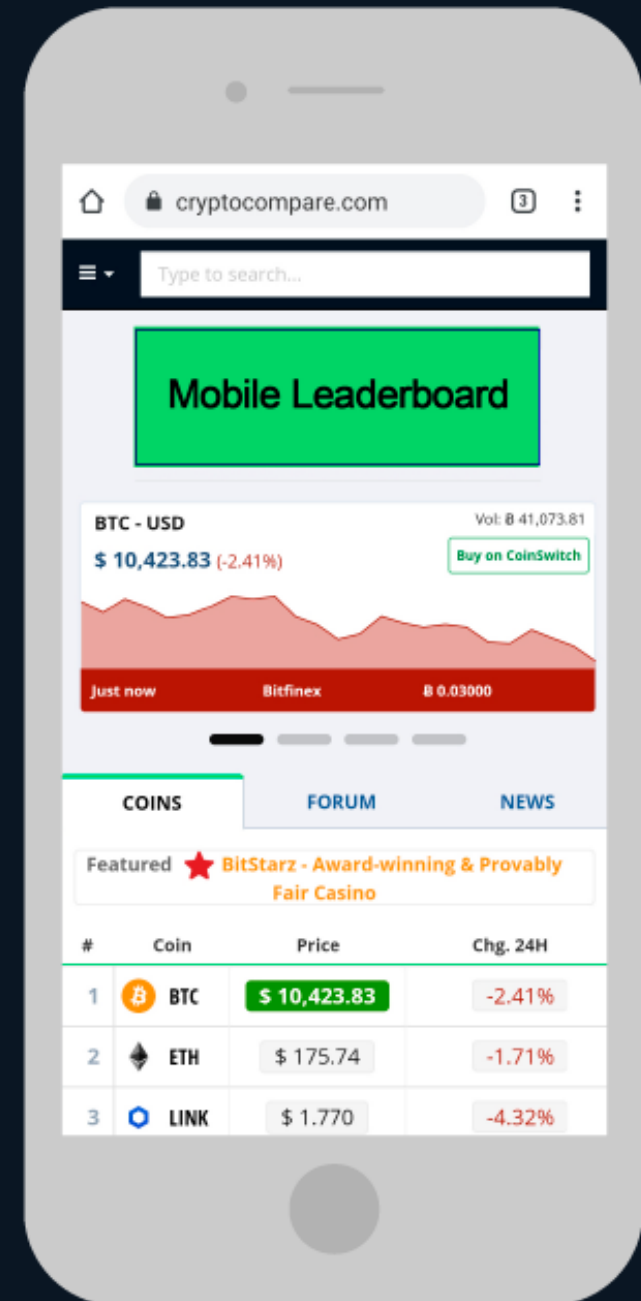 cryptocompare.com 3
Type to search...
Mobile Leaderboard
BTC - USD Vol: Ƀ 41,073.81
$ 10,423.83 (-2.41%) Buy on CoinSwitch
Just now Bitfinex Ƀ 0.03000
COINS FORUM NEWS
Featured BitStarz - Award-winning & Provably
Fair Casino
# Coin Price Chg. 24H
1 BTC $ 10,423.83 -2.41%
2 ETH $ 175.74 -1.71%
3 LINK $ 1.770 -4.32%